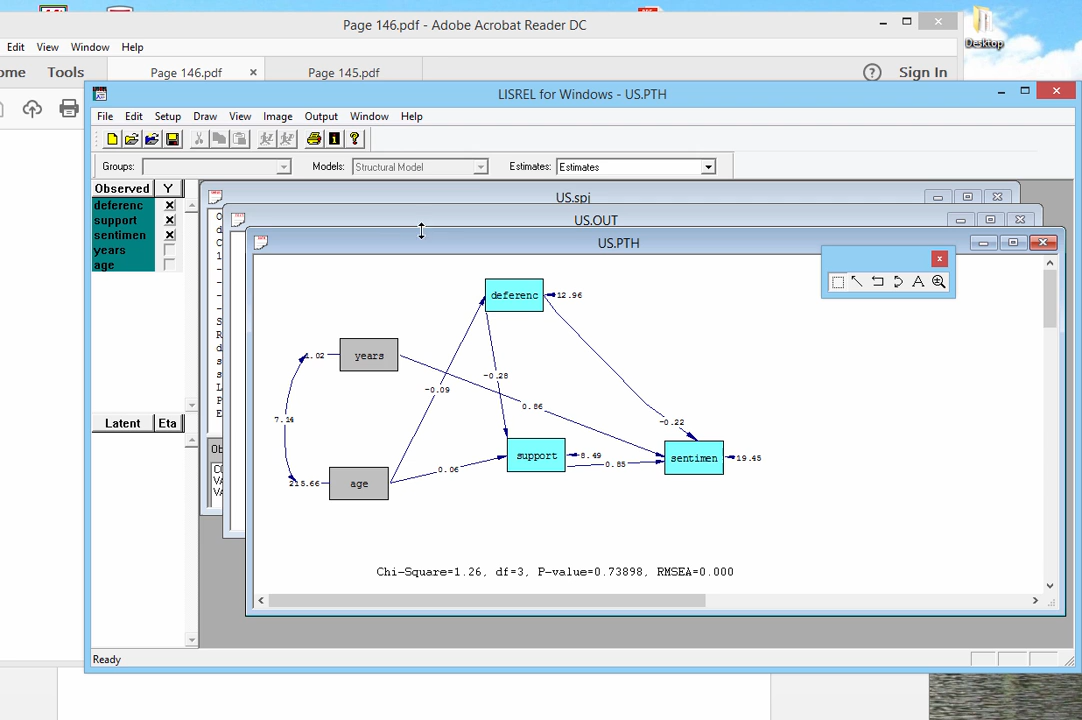 Page 146.pdf - Adobe Acrobat Reader DC
Edit View Window Help
ome Tools Page 146.pdf × Page 145.pdf ? Sign In
Desktop
LISREL for Windows - US.PTH
File Edit Setup Draw View Image Output Window Help
Groups: Models: Structural Model Estimates: Estimates
Observed Y
deferenc
support
sentimen
years
age
Latent Eta
US.spj
US.OUT
US.PTH
deferenc
12.96
years
1.02
-0.28
-0.09
0.86
7.14
-0.22
support
8.49
sentimen
19.45
0.85
0.06
age
215.66
Chi-Square=1.26, df=3, P-value=0.73898, RMSEA=0.000
Ready